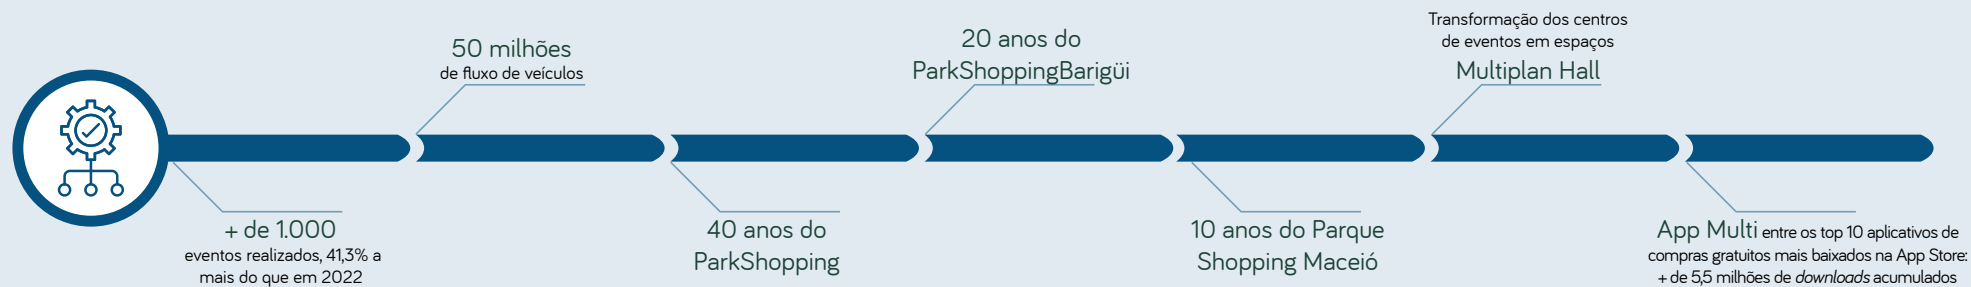 + de 1.000
eventos realizados, 41,3% a
mais do que em 2022
50 milhões
de fluxo de veículos
40 anos do
ParkShopping
20 anos do
ParkShoppingBarigüi
10 anos do Parque
Shopping Maceió
Transformação dos centros
de eventos em espaços
Multiplan Hall
App Multi entre os top 10 aplicativos de
compras gratuitos mais baixados na App Store:
+ de 5,5 milhões de downloads acumulados